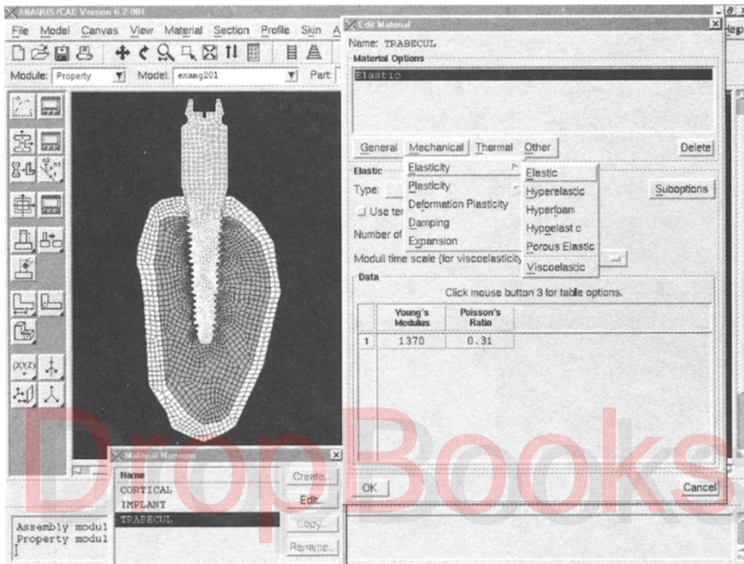 ABAQUS/CAE Version 6.2-001
File Model Canvas View Material Section Profile Skin A
Help
Module: Property Model: examg201 Part:
Edit Material
Name: TRABECUL
Material Options
Elastic
General Mechanical Thermal Other Delete
Elasticity
Plasticity
Deformation Plasticity
Damping
Expansion
Elastic
Hyperelastic
Hyperfoam
Porous Elastic
Viscoelastic
Elastic
Type:
Suboptions
Use te
Number of
Moduli time scale (for viscoelasticity
Data
Click mouse button 3 for table options.
Young's Modulus
Poisson's Ratio
1 1370 0.31
OK Cancel
(XYZ)
Material Manager
Name
CORTICAL
IMPLANT
TRABECUL
Create...
Edit...
Copy...
Rename...
Assembly modul
Property modul
DropBooks